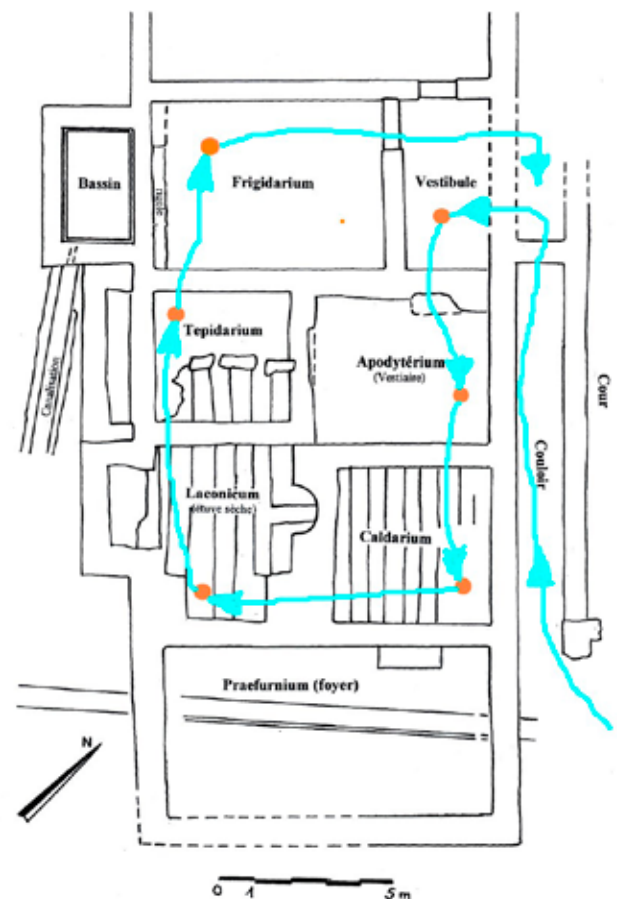 Bassin
Frigidarium
Vestibule
Tepidarium
Apodytérium
(Vestiaire)
Canalisation
Cour
Couloir
Laconicum
(étuve sèche)
Caldarium
Praefurnium (foyer)
N
0 1 5 m